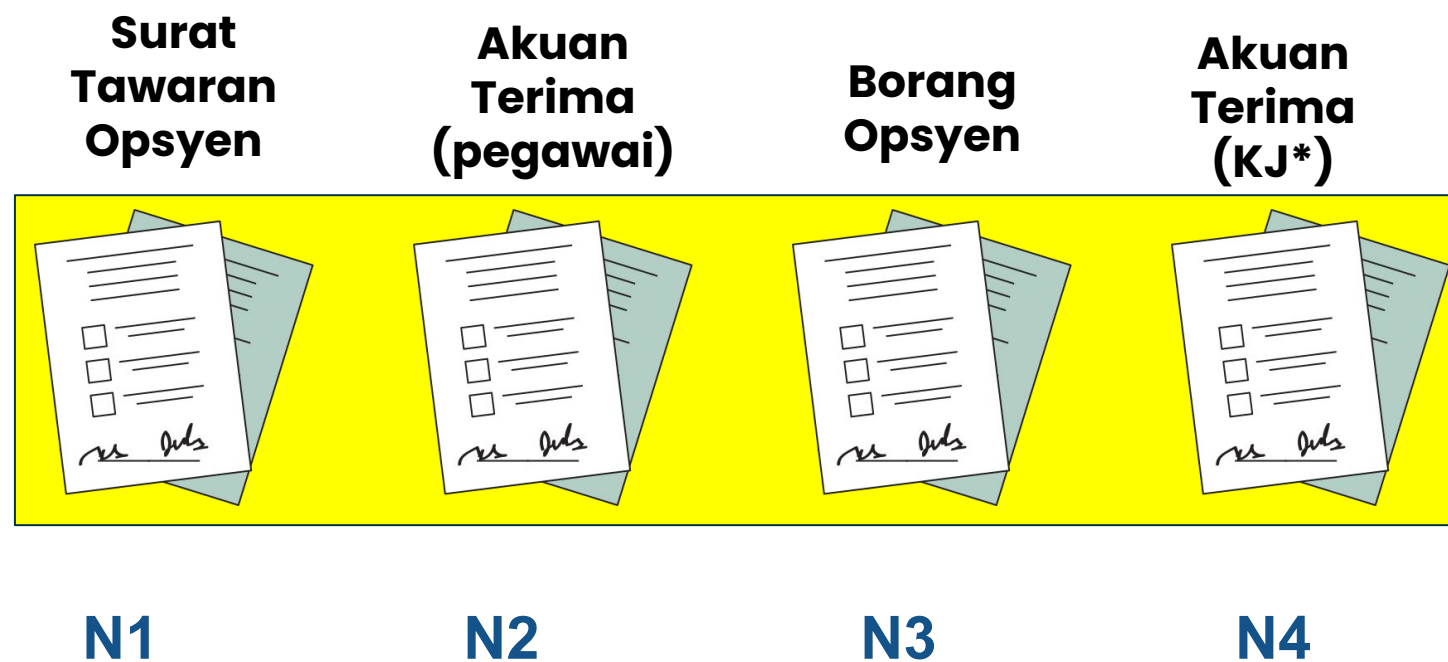 Surat
Tawaran
Opsyen
Akuan
Terima
(pegawai)
Borang
Opsyen
Akuan
Terima
(KJ*)
N1
N2
N3
N4